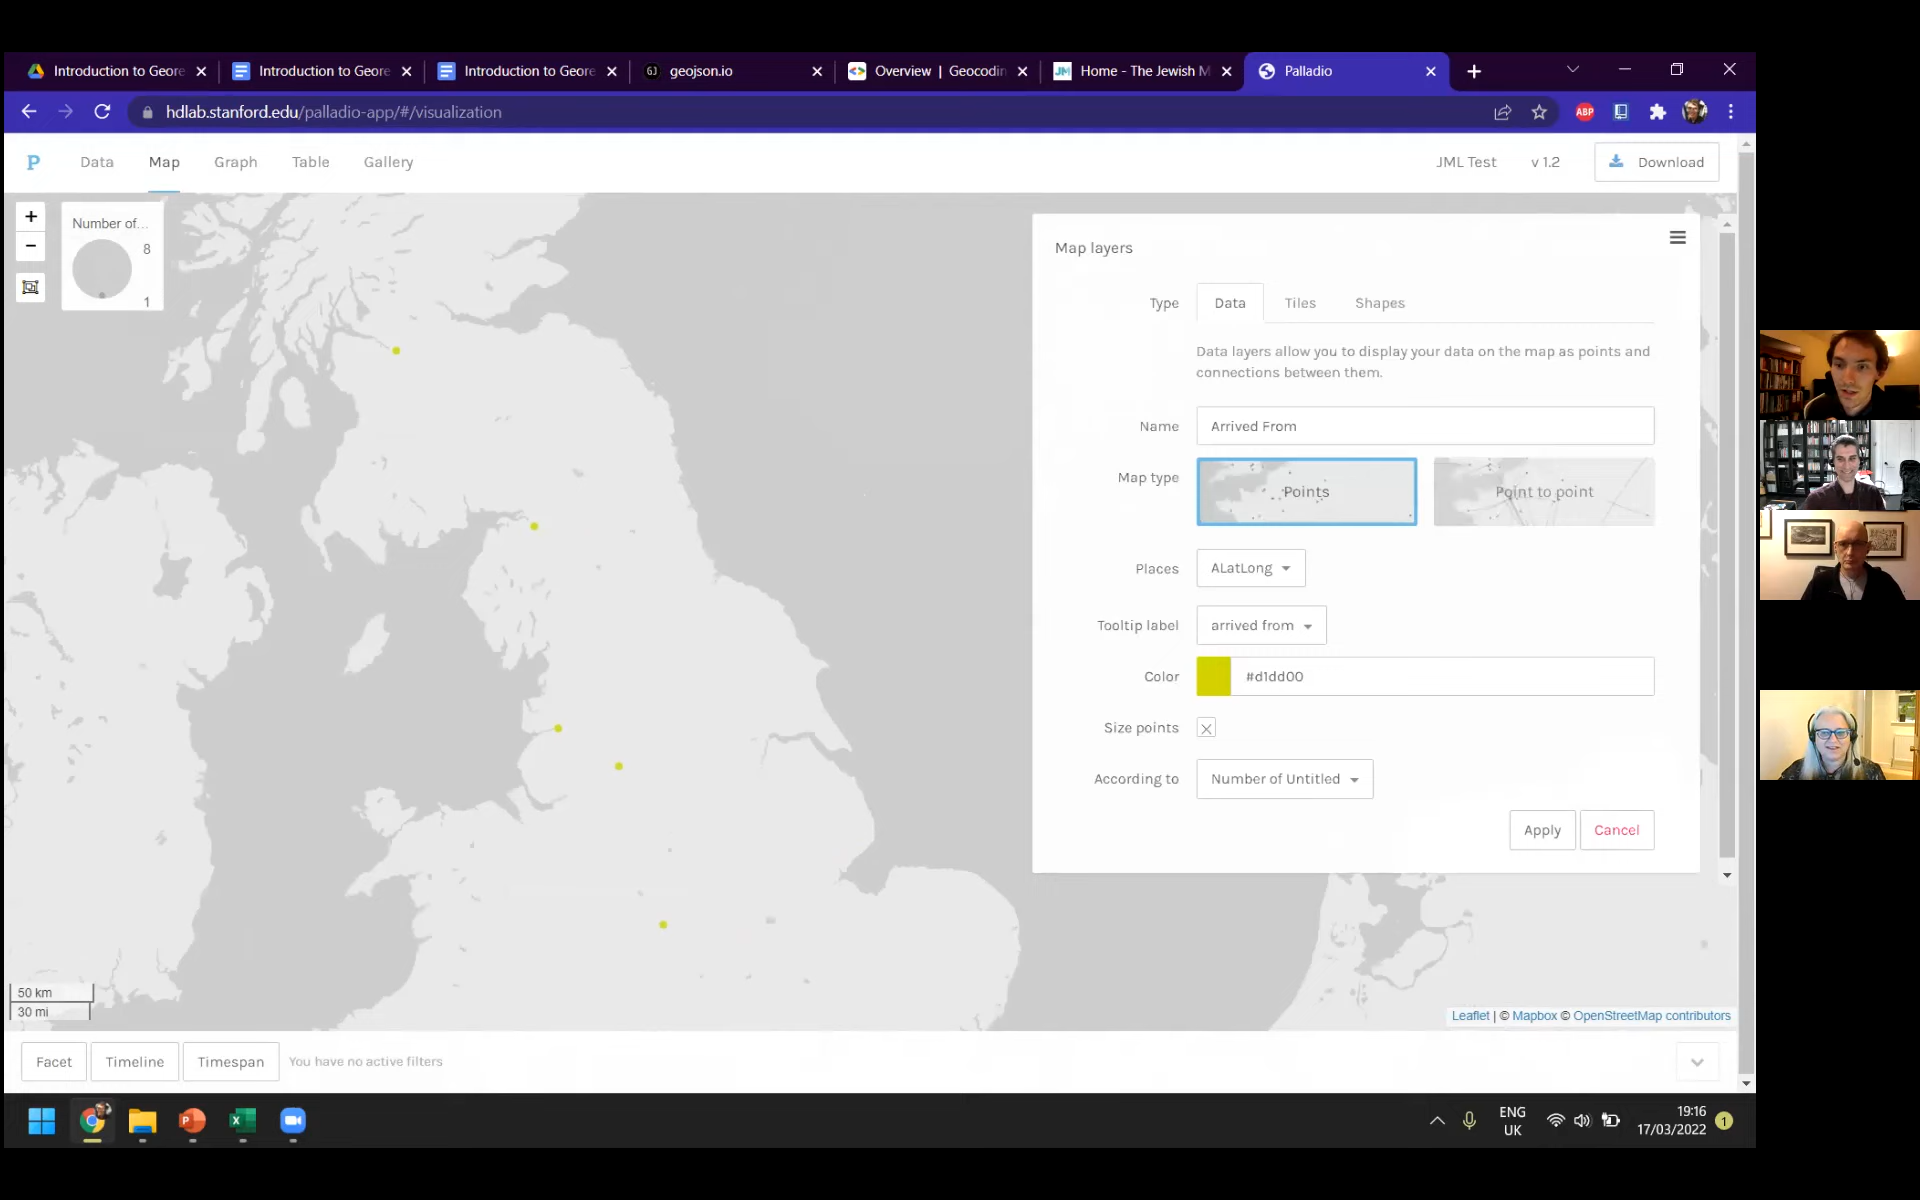 Introduction to Geore
Introduction to Geore
Introduction to Geore
GJ geojson.io
Overview | Geocodin
JM Home - The Jewish M
Palladio
hdlab.stanford.edu/palladio-app/#/visualization
ABP
P Data Map Graph Table Gallery JML Test v 1.2 Download
+
−
Number of...
8
1
Map layers
Type Data Tiles Shapes
Data layers allow you to display your data on the map as points and
connections between them.
Name Arrived From
Map type Points Point to point
Places ALatLong
Tooltip label arrived from
Color #d1dd00
Size points
According to Number of Untitled
Apply Cancel
50 km
30 mi
Leaflet | © Mapbox © OpenStreetMap contributors
Facet Timeline Timespan You have no active filters
ENG
UK
19:16
17/03/2022
1